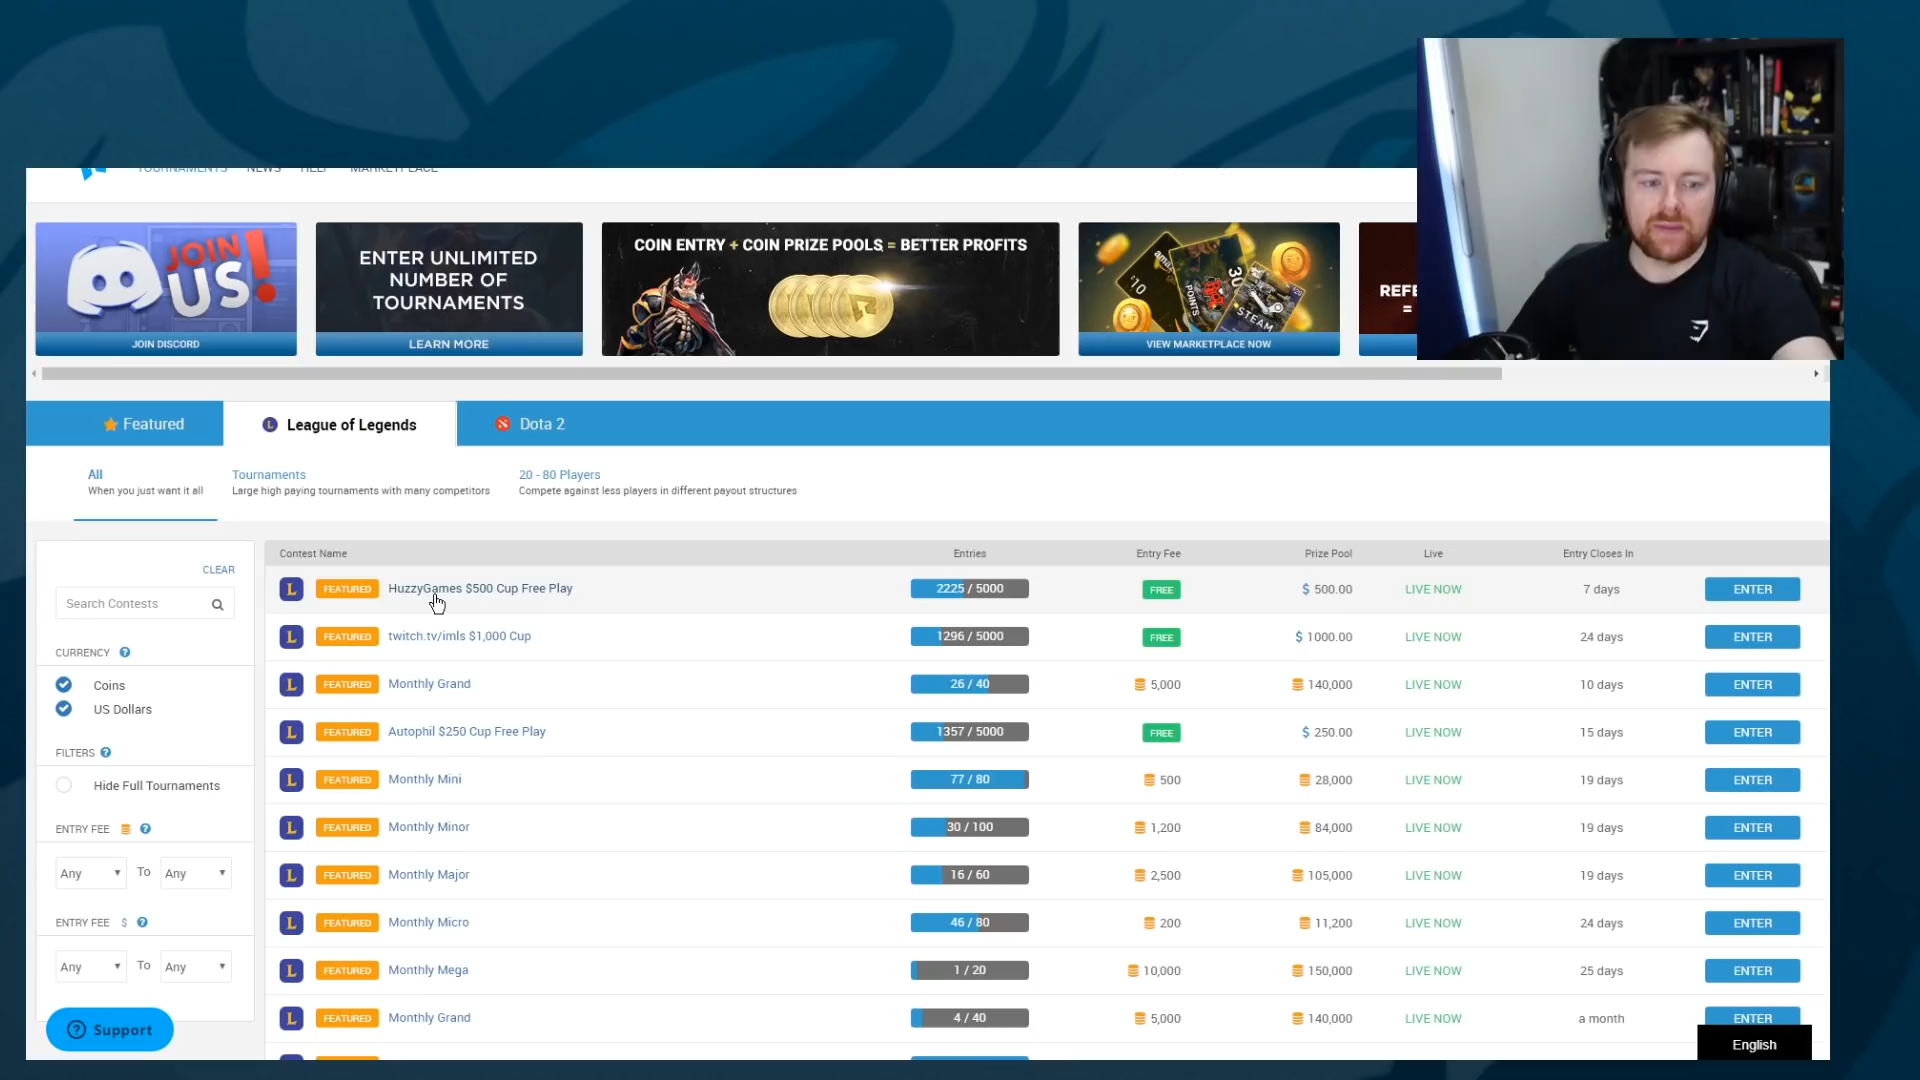 TOURNAMENTS NEWS HELP MARKETPLACE
JOIN
US!
JOIN DISCORD
ENTER UNLIMITED
NUMBER OF
TOURNAMENTS
LEARN MORE
COIN ENTRY + COIN PRIZE POOLS = BETTER PROFITS
$10
POINTS
30
STEAM
VIEW MARKETPLACE NOW
REFE
=
Featured
League of Legends
Dota 2
All
When you just want it all
Tournaments
Large high paying tournaments with many competitors
20 - 80 Players
Compete against less players in different payout structures
CLEAR
Search Contests
CURRENCY ?
Coins
US Dollars
FILTERS ?
Hide Full Tournaments
ENTRY FEE ?
Any To Any
ENTRY FEE $ ?
Any To Any
? Support
Contest Name Entries Entry Fee Prize Pool Live Entry Closes In
L FEATURED HuzzyGames $500 Cup Free Play 2225 / 5000 FREE $ 500.00 LIVE NOW 7 days ENTER
L FEATURED twitch.tv/imls $1,000 Cup 1296 / 5000 FREE $ 1000.00 LIVE NOW 24 days ENTER
L FEATURED Monthly Grand 26 / 40 5,000 140,000 LIVE NOW 10 days ENTER
L FEATURED Autophil $250 Cup Free Play 1357 / 5000 FREE $ 250.00 LIVE NOW 15 days ENTER
L FEATURED Monthly Mini 77 / 80 500 28,000 LIVE NOW 19 days ENTER
L FEATURED Monthly Minor 30 / 100 1,200 84,000 LIVE NOW 19 days ENTER
L FEATURED Monthly Major 16 / 60 2,500 105,000 LIVE NOW 19 days ENTER
L FEATURED Monthly Micro 46 / 80 200 11,200 LIVE NOW 24 days ENTER
L FEATURED Monthly Mega 1 / 20 10,000 150,000 LIVE NOW 25 days ENTER
L FEATURED Monthly Grand 4 / 40 5,000 140,000 LIVE NOW a month ENTER
English